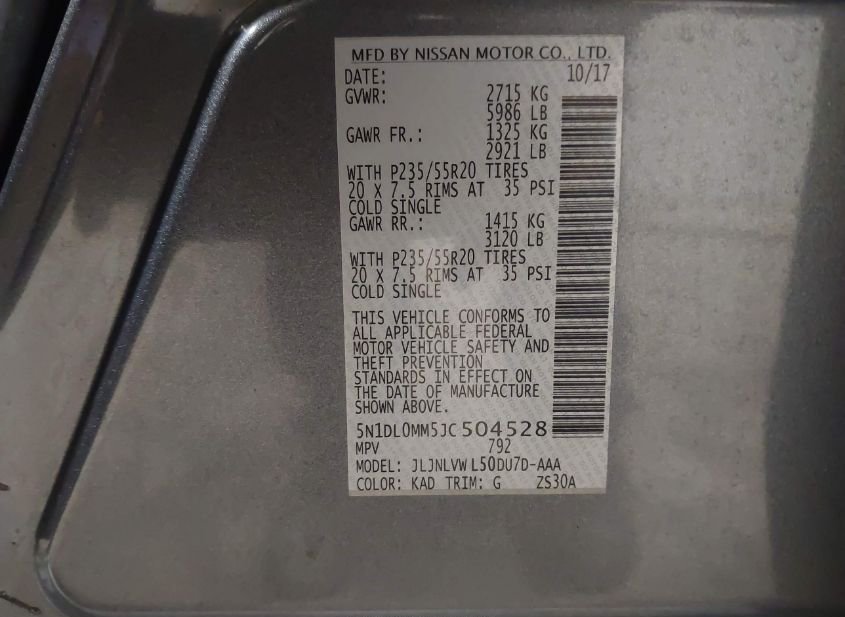 MFD BY NISSAN MOTOR CO., LTD.
DATE: 10/17
GVWR: 2715 KG
5986 LB
GAWR FR.: 1325 KG
2921 LB
WITH P235/55R20 TIRES
20 X 7.5 RIMS AT 35 PSI
COLD SINGLE
GAWR RR.: 1415 KG
3120 LB
WITH P235/55R20 TIRES
20 X 7.5 RIMS AT 35 PSI
COLD SINGLE
THIS VEHICLE CONFORMS TO
ALL APPLICABLE FEDERAL
MOTOR VEHICLE SAFETY AND
THEFT PREVENTION
STANDARDS IN EFFECT ON
THE DATE OF MANUFACTURE
SHOWN ABOVE.
5N1DL0MM5JC504528
MPV 792
MODEL: JLJNLVW L50DU7D-AAA
COLOR: KAD TRIM: G ZS30A